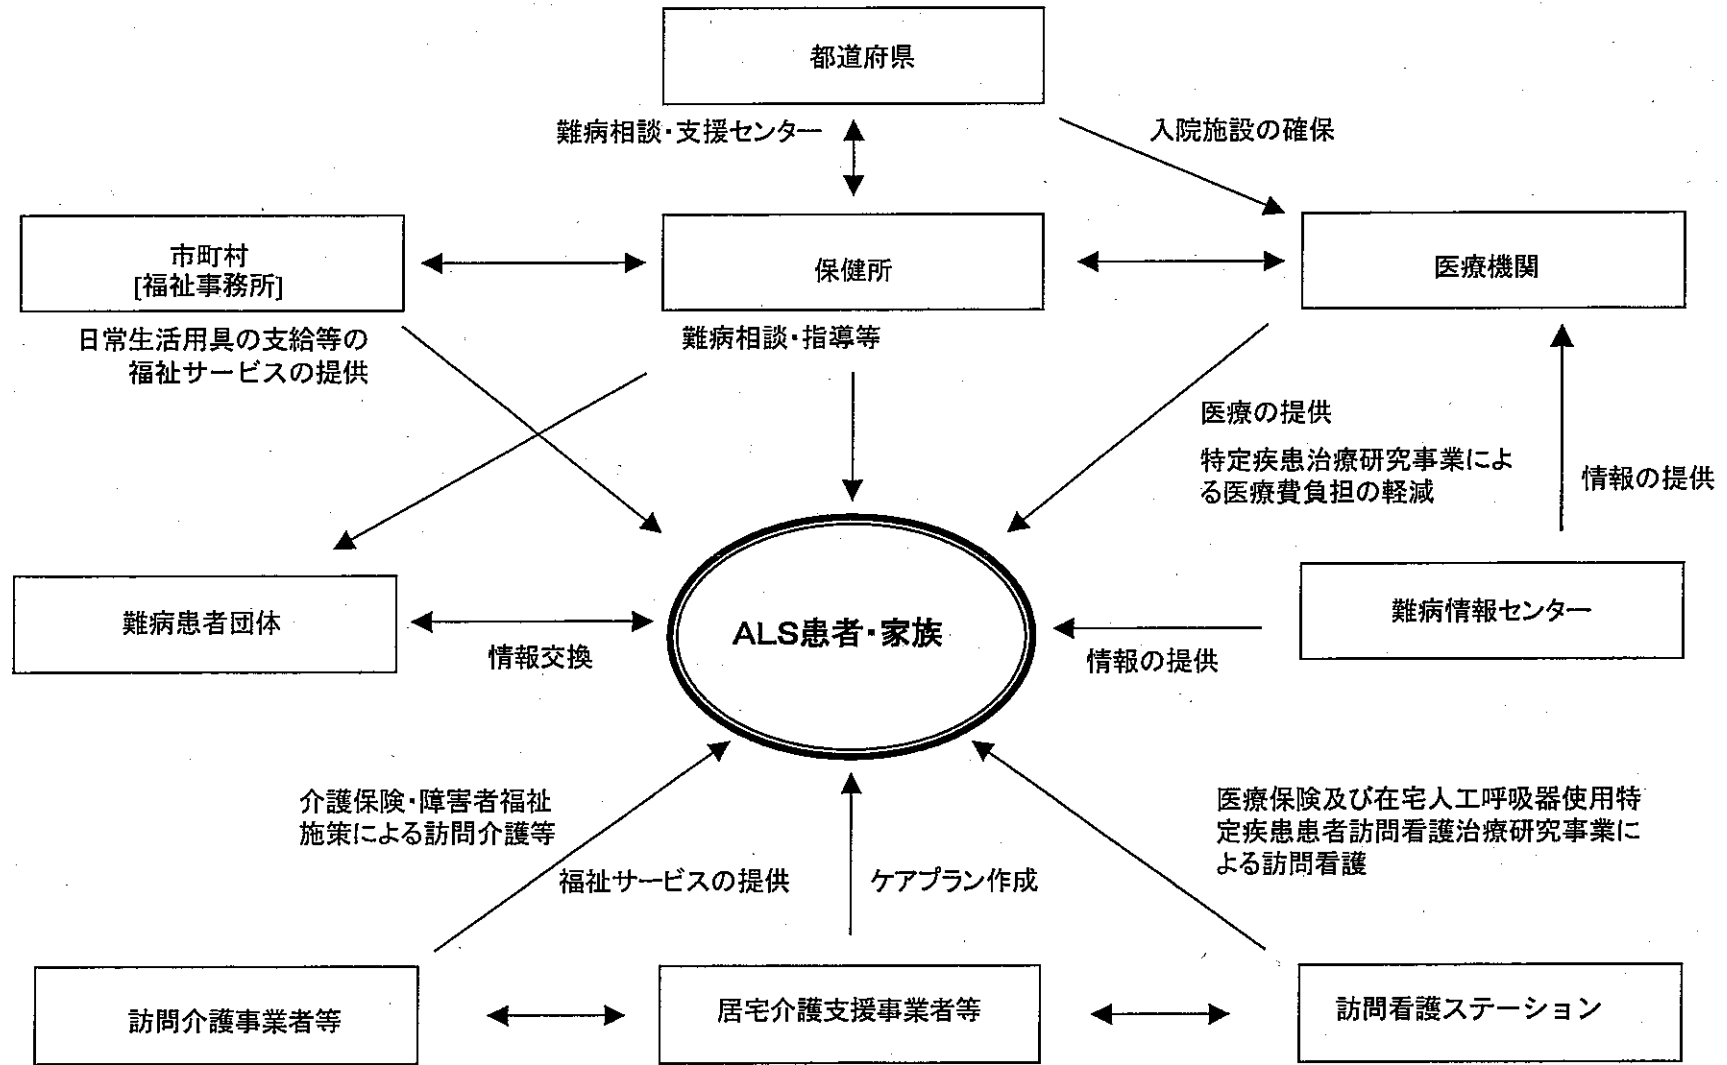 都道府県
難病相談・支援センター
入院施設の確保
市町村
[福祉事務所]
保健所
医療機関
日常生活用具の支給等の
福祉サービスの提供
難病相談・指導等
医療の提供
特定疾患治療研究事業によ
る医療費負担の軽減
情報の提供
難病患者団体
情報交換
ALS患者・家族
情報の提供
難病情報センター
介護保険・障害者福祉
施策による訪問介護等
福祉サービスの提供
ケアプラン作成
医療保険及び在宅人工呼吸器使用特
定疾患患者訪問看護治療研究事業に
よる訪問看護
訪問介護事業者等
居宅介護支援事業者等
訪問看護ステーション